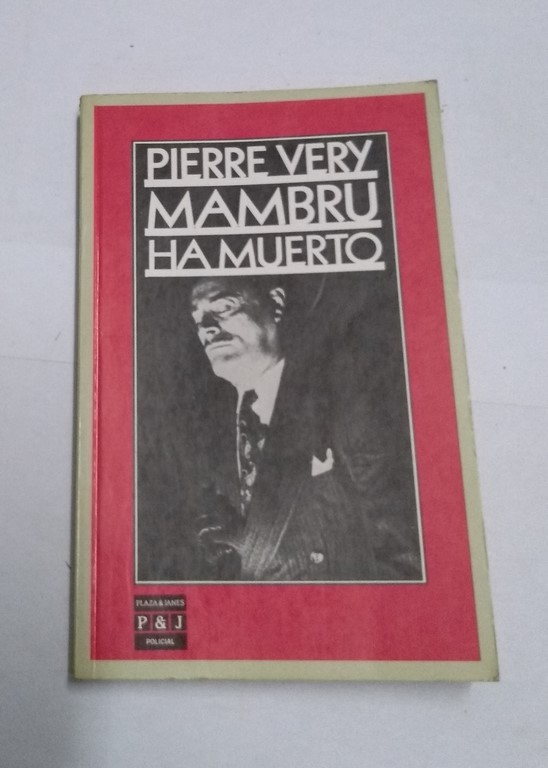 PIERRE VERY
MAMBRU
HA MUERTO
PLAZA & JANES
P & J
POLICIAL